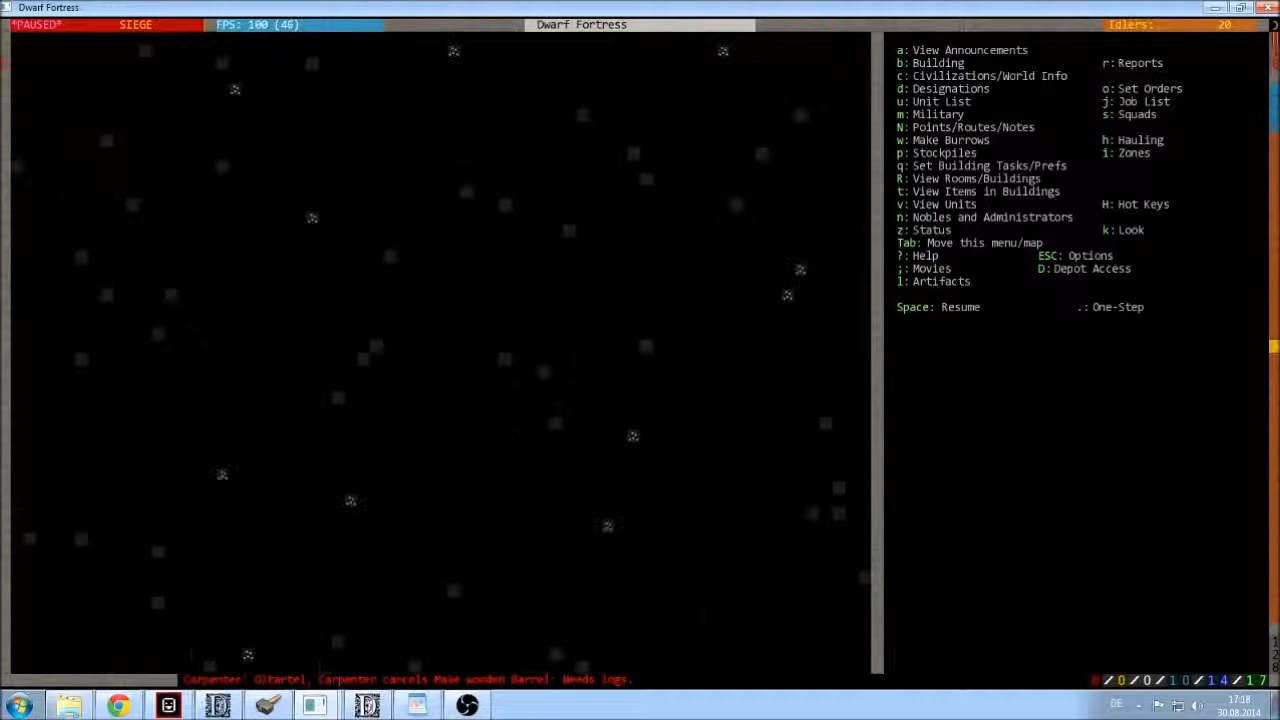 Dwarf Fortress
*PAUSED* SIEGE FPS: 100 (46) Dwarf Fortress Idlers: 20
a: View Announcements
b: Building r: Reports
c: Civilizations/World Info
d: Designations o: Set Orders
u: Unit List j: Job List
m: Military s: Squads
N: Points/Routes/Notes
w: Make Burrows h: Hauling
p: Stockpiles i: Zones
q: Set Building Tasks/Prefs
R: View Rooms/Buildings
t: View Items in Buildings
v: View Units H: Hot Keys
n: Nobles and Administrators
z: Status k: Look
Tab: Move this menu/map
?: Help ESC: Options
;: Movies D: Depot Access
l: Artifacts
Space: Resume .: One-Step
Carpenter cancels Make wooden Barrel: Needs logs.
DE 17:18
30.08.2014